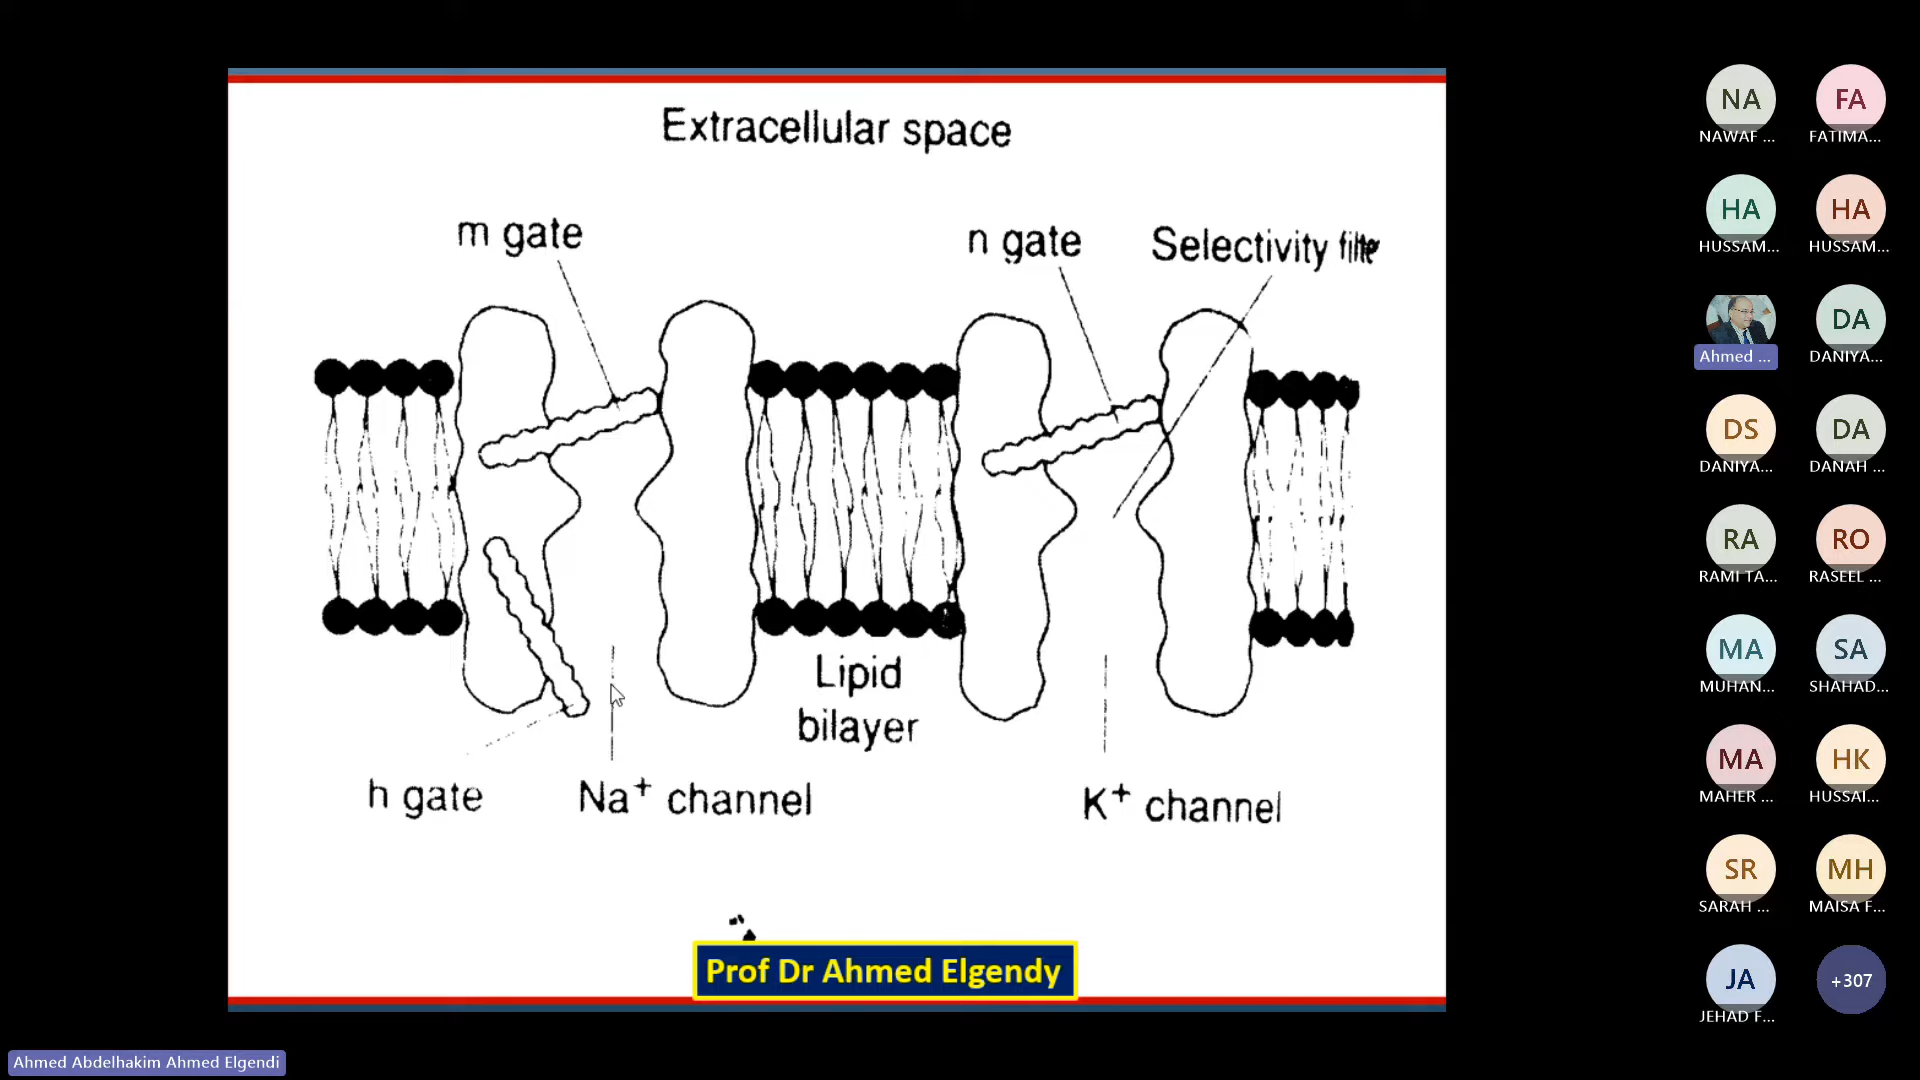 Extracellular space
m gate
n gate
Selectivity filter
Lipid
bilayer
h gate
Na⁺ channel
K⁺ channel
Prof Dr Ahmed Elgendy
NA
NAWAF ...
FA
FATIMA...
HA
HUSSAM...
HA
HUSSAM...
Ahmed ...
DA
DANIYA...
DS
DANIYA...
DA
DANAH ...
RA
RAMI TA...
RO
RASEEL ...
MA
MUHAN...
SA
SHAHAD...
MA
MAHER ...
HK
HUSSAI...
SR
SARAH ...
MH
MAISA F...
JA
JEHAD F...
+307
Ahmed Abdelhakim Ahmed Elgendi